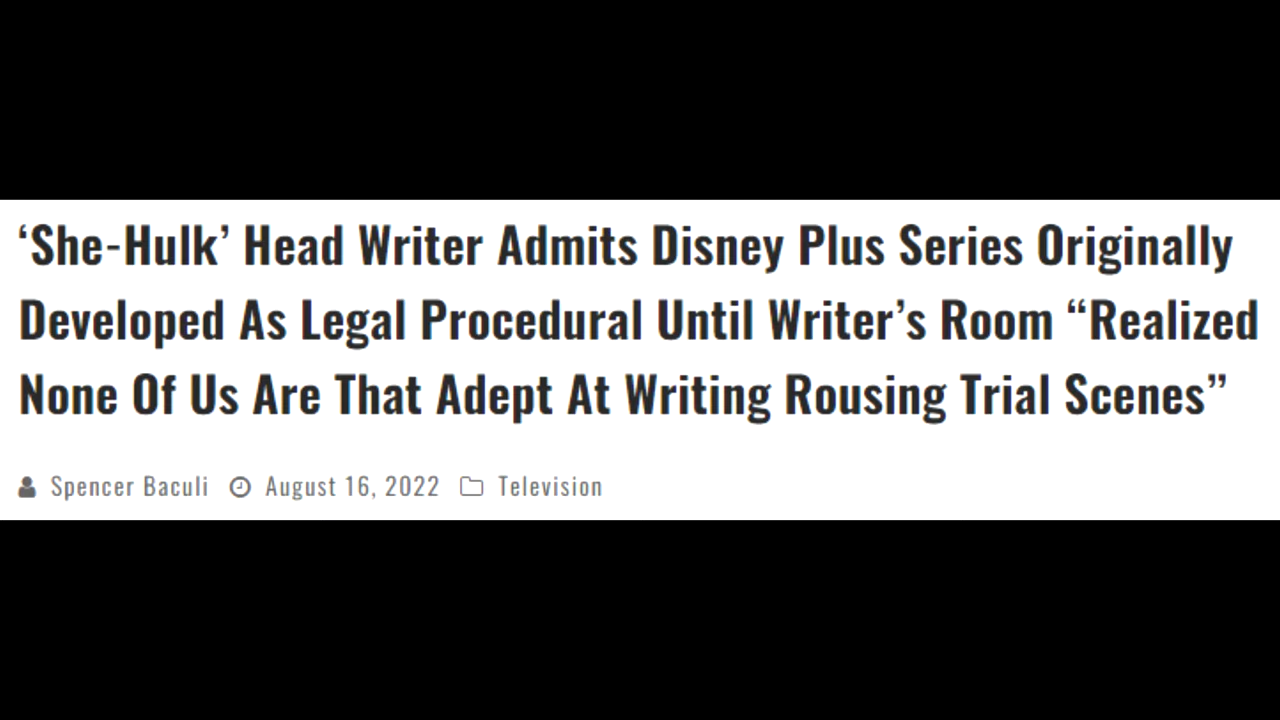 ‘She-Hulk’ Head Writer Admits Disney Plus Series Originally
Developed As Legal Procedural Until Writer’s Room “Realized
None Of Us Are That Adept At Writing Rousing Trial Scenes”
Spencer Baculi August 16, 2022 Television